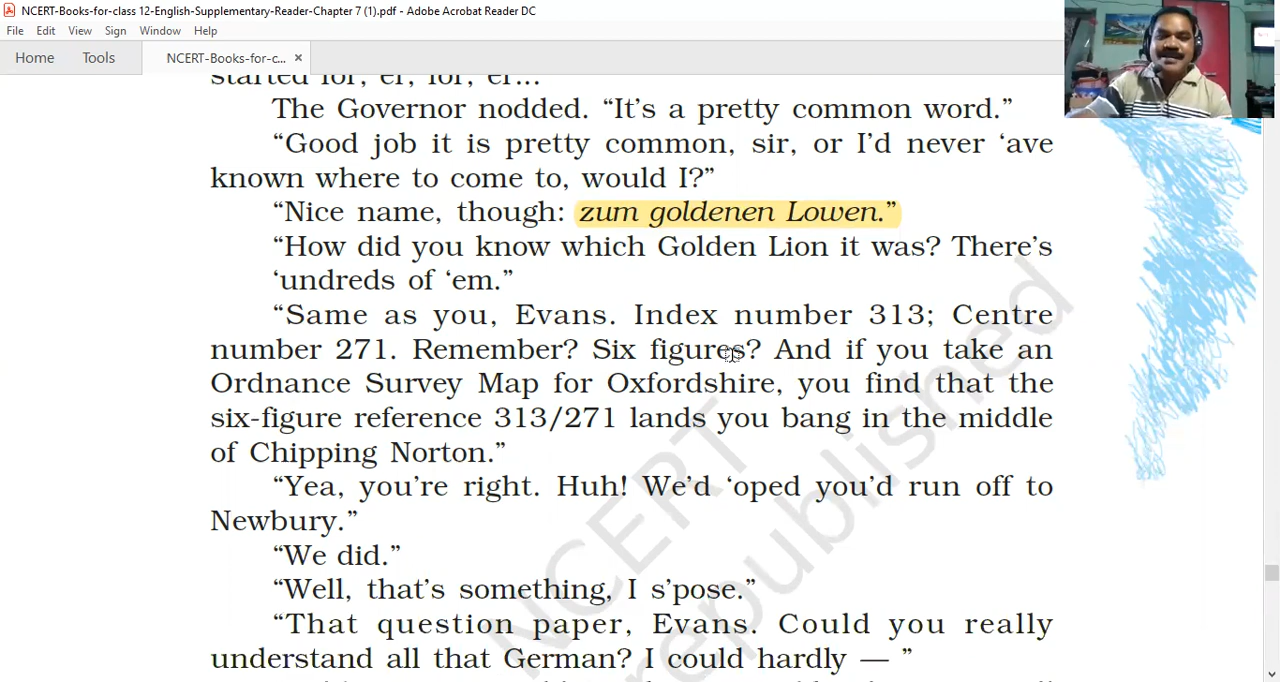 NCERT-Books-for-class 12-English-Supplementary-Reader-Chapter 7 (1).pdf - Adobe Acrobat Reader DC
File Edit View Sign Window Help
Home Tools NCERT-Books-for-c... ×
started for, er, for, er...
The Governor nodded. “It’s a pretty common word.”
“Good job it is pretty common, sir, or I’d never ‘ave
known where to come to, would I?”
“Nice name, though: zum goldenen Lowen.”
“How did you know which Golden Lion it was? There’s
‘undreds of ‘em.”
“Same as you, Evans. Index number 313; Centre
number 271. Remember? Six figures? And if you take an
Ordnance Survey Map for Oxfordshire, you find that the
six-figure reference 313/271 lands you bang in the middle
of Chipping Norton.”
“Yea, you’re right. Huh! We’d ‘oped you’d run off to
Newbury.”
“We did.”
“Well, that’s something, I s’pose.”
“That question paper, Evans. Could you really
understand all that German? I could hardly — ”
NCERT
republished